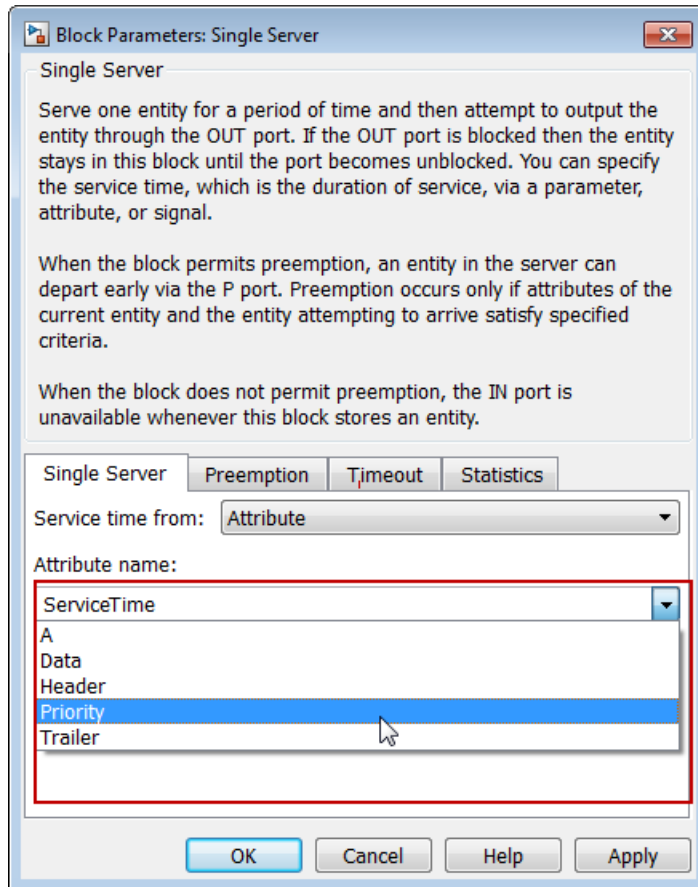 Block Parameters: Single Server
Single Server
Serve one entity for a period of time and then attempt to output the
entity through the OUT port. If the OUT port is blocked then the entity
stays in this block until the port becomes unblocked. You can specify
the service time, which is the duration of service, via a parameter,
attribute, or signal.
When the block permits preemption, an entity in the server can
depart early via the P port. Preemption occurs only if attributes of the
current entity and the entity attempting to arrive satisfy specified
criteria.
When the block does not permit preemption, the IN port is
unavailable whenever this block stores an entity.
Single Server Preemption Timeout Statistics
Service time from: Attribute
Attribute name:
ServiceTime
A
Data
Header
Priority
Trailer
OK Cancel Help Apply